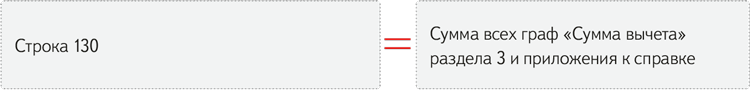 Строка 130
Сумма всех граф «Сумма вычета»
раздела 3 и приложения к справке